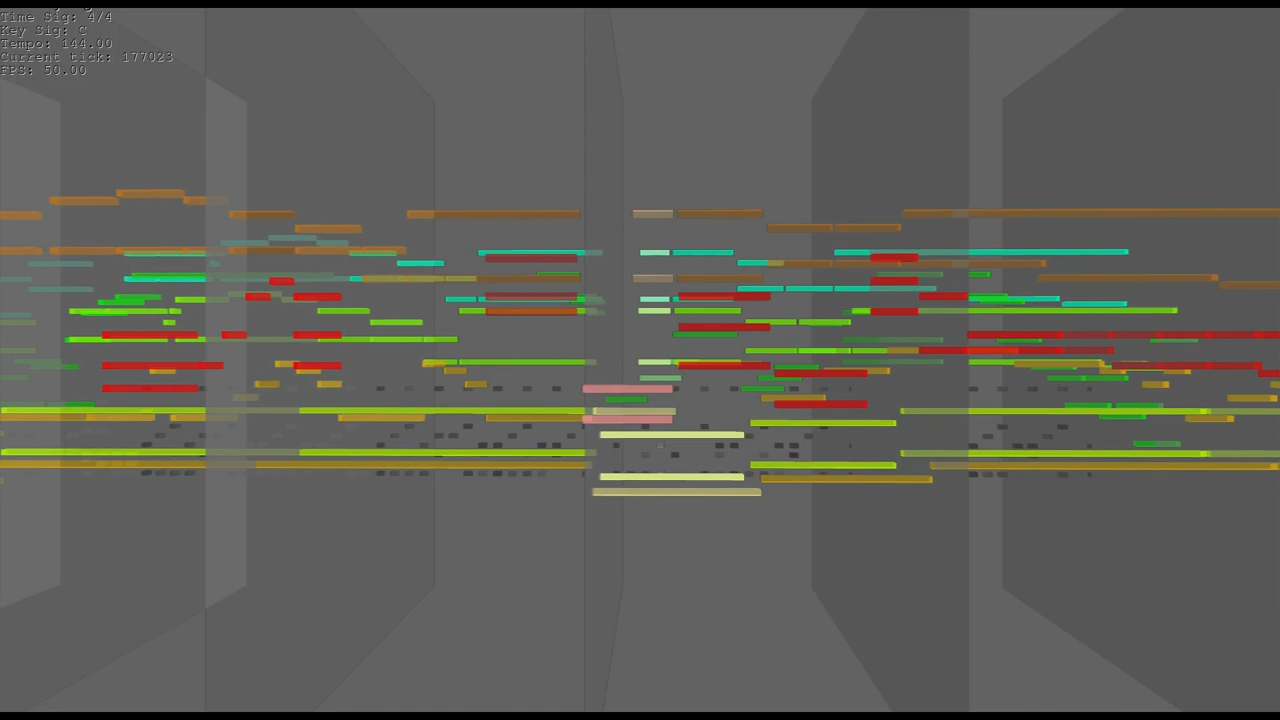 Time Sig: 4/4
Key Sig: C
Tempo: 144.00
Current tick: 177023
FPS: 50.00